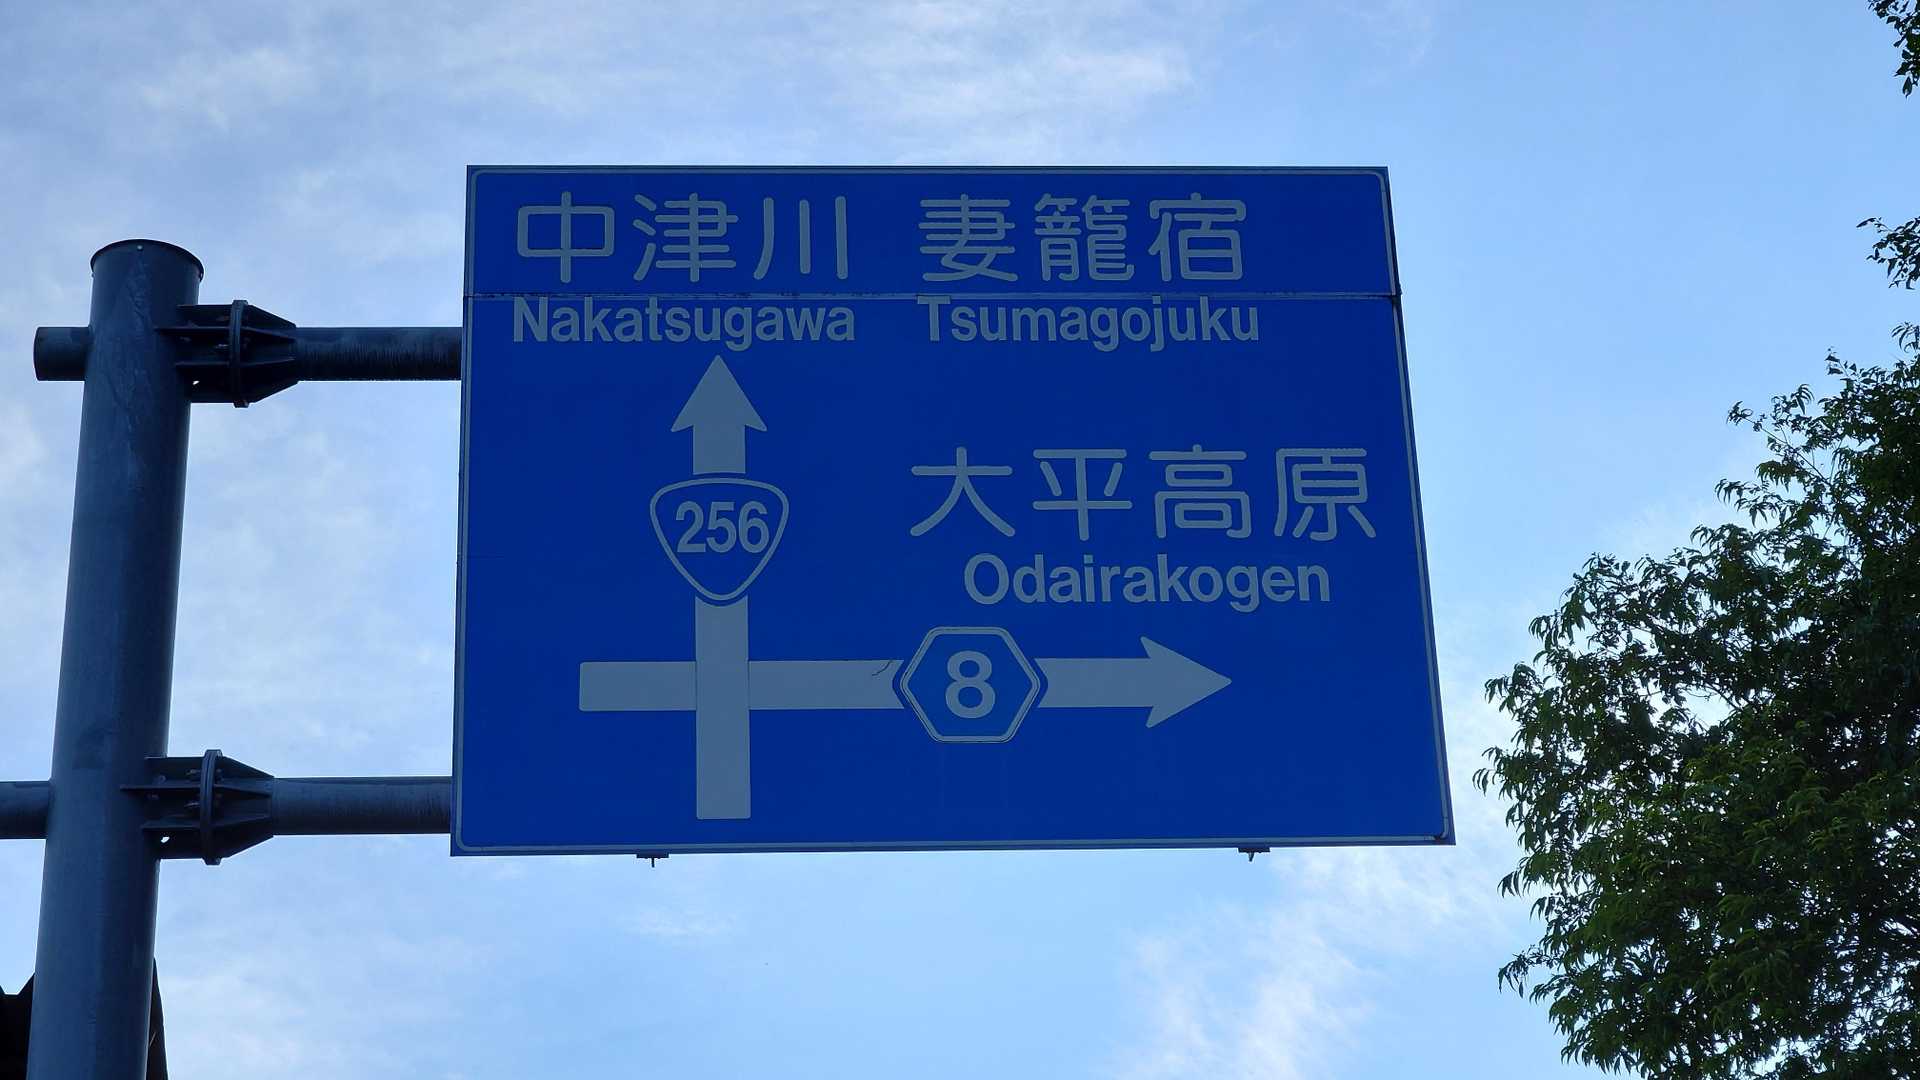 中津川 妻籠宿
Nakatsugawa Tsumagojuku
256
大平高原
Odairakogen
8